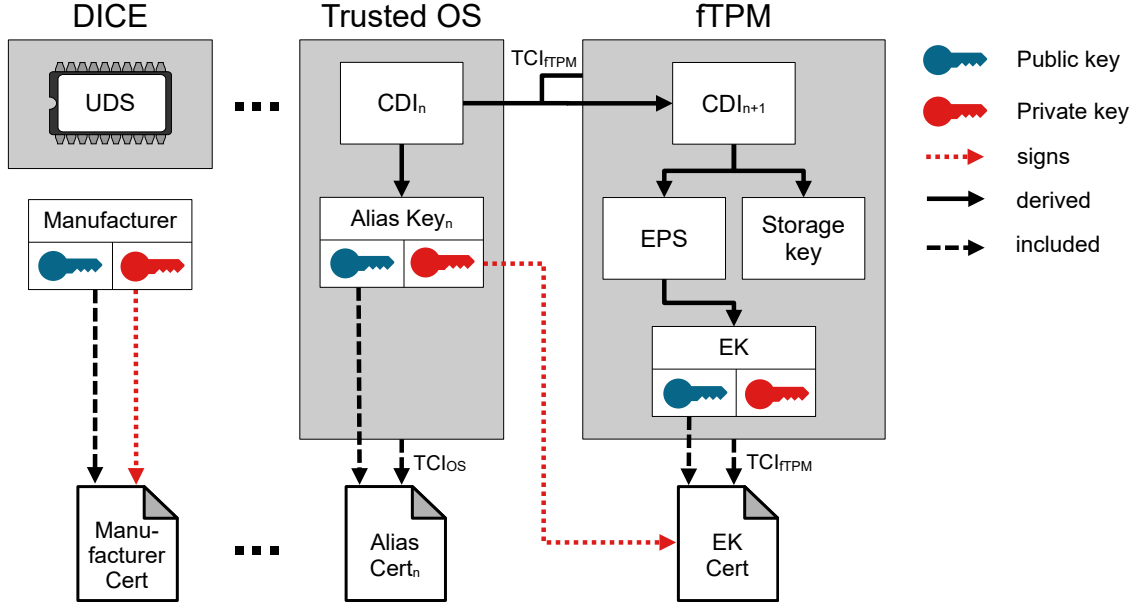 DICE
Trusted OS
fTPM
UDS
CDIn
TCIfTPM
CDIn+1
Public key
Private key
signs
derived
included
Manufacturer
Alias Keyn
EPS
Storage
key
EK
TCIOS
TCIfTPM
Manu-
facturer
Cert
Alias
Certn
EK
Cert